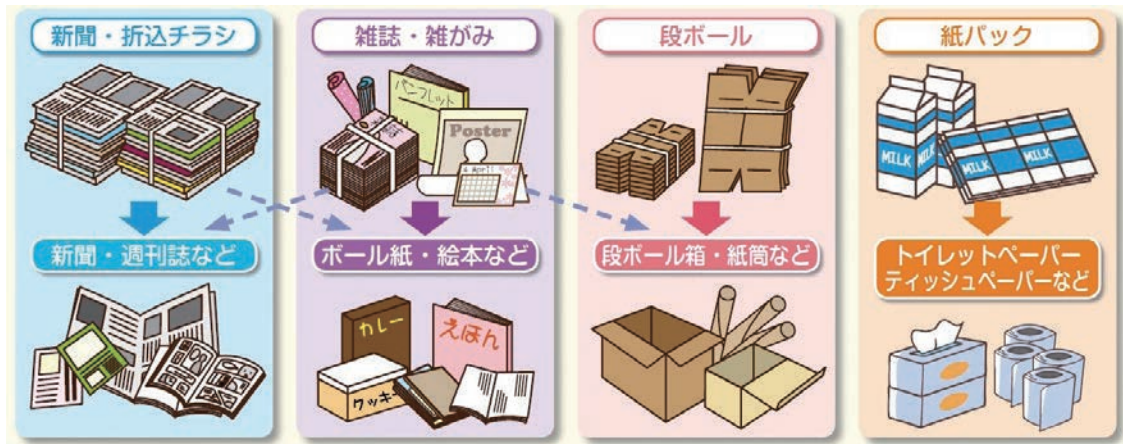 新聞・折込チラシ
新聞・週刊誌など
雑誌・雑がみ
パンフレット
Poster
4 April
ボール紙・絵本など
カレー
えほん
クッキー
段ボール
段ボール箱・紙筒など
紙パック
MILK
MILK
MILK
トイレットペーパー
ティッシュペーパーなど